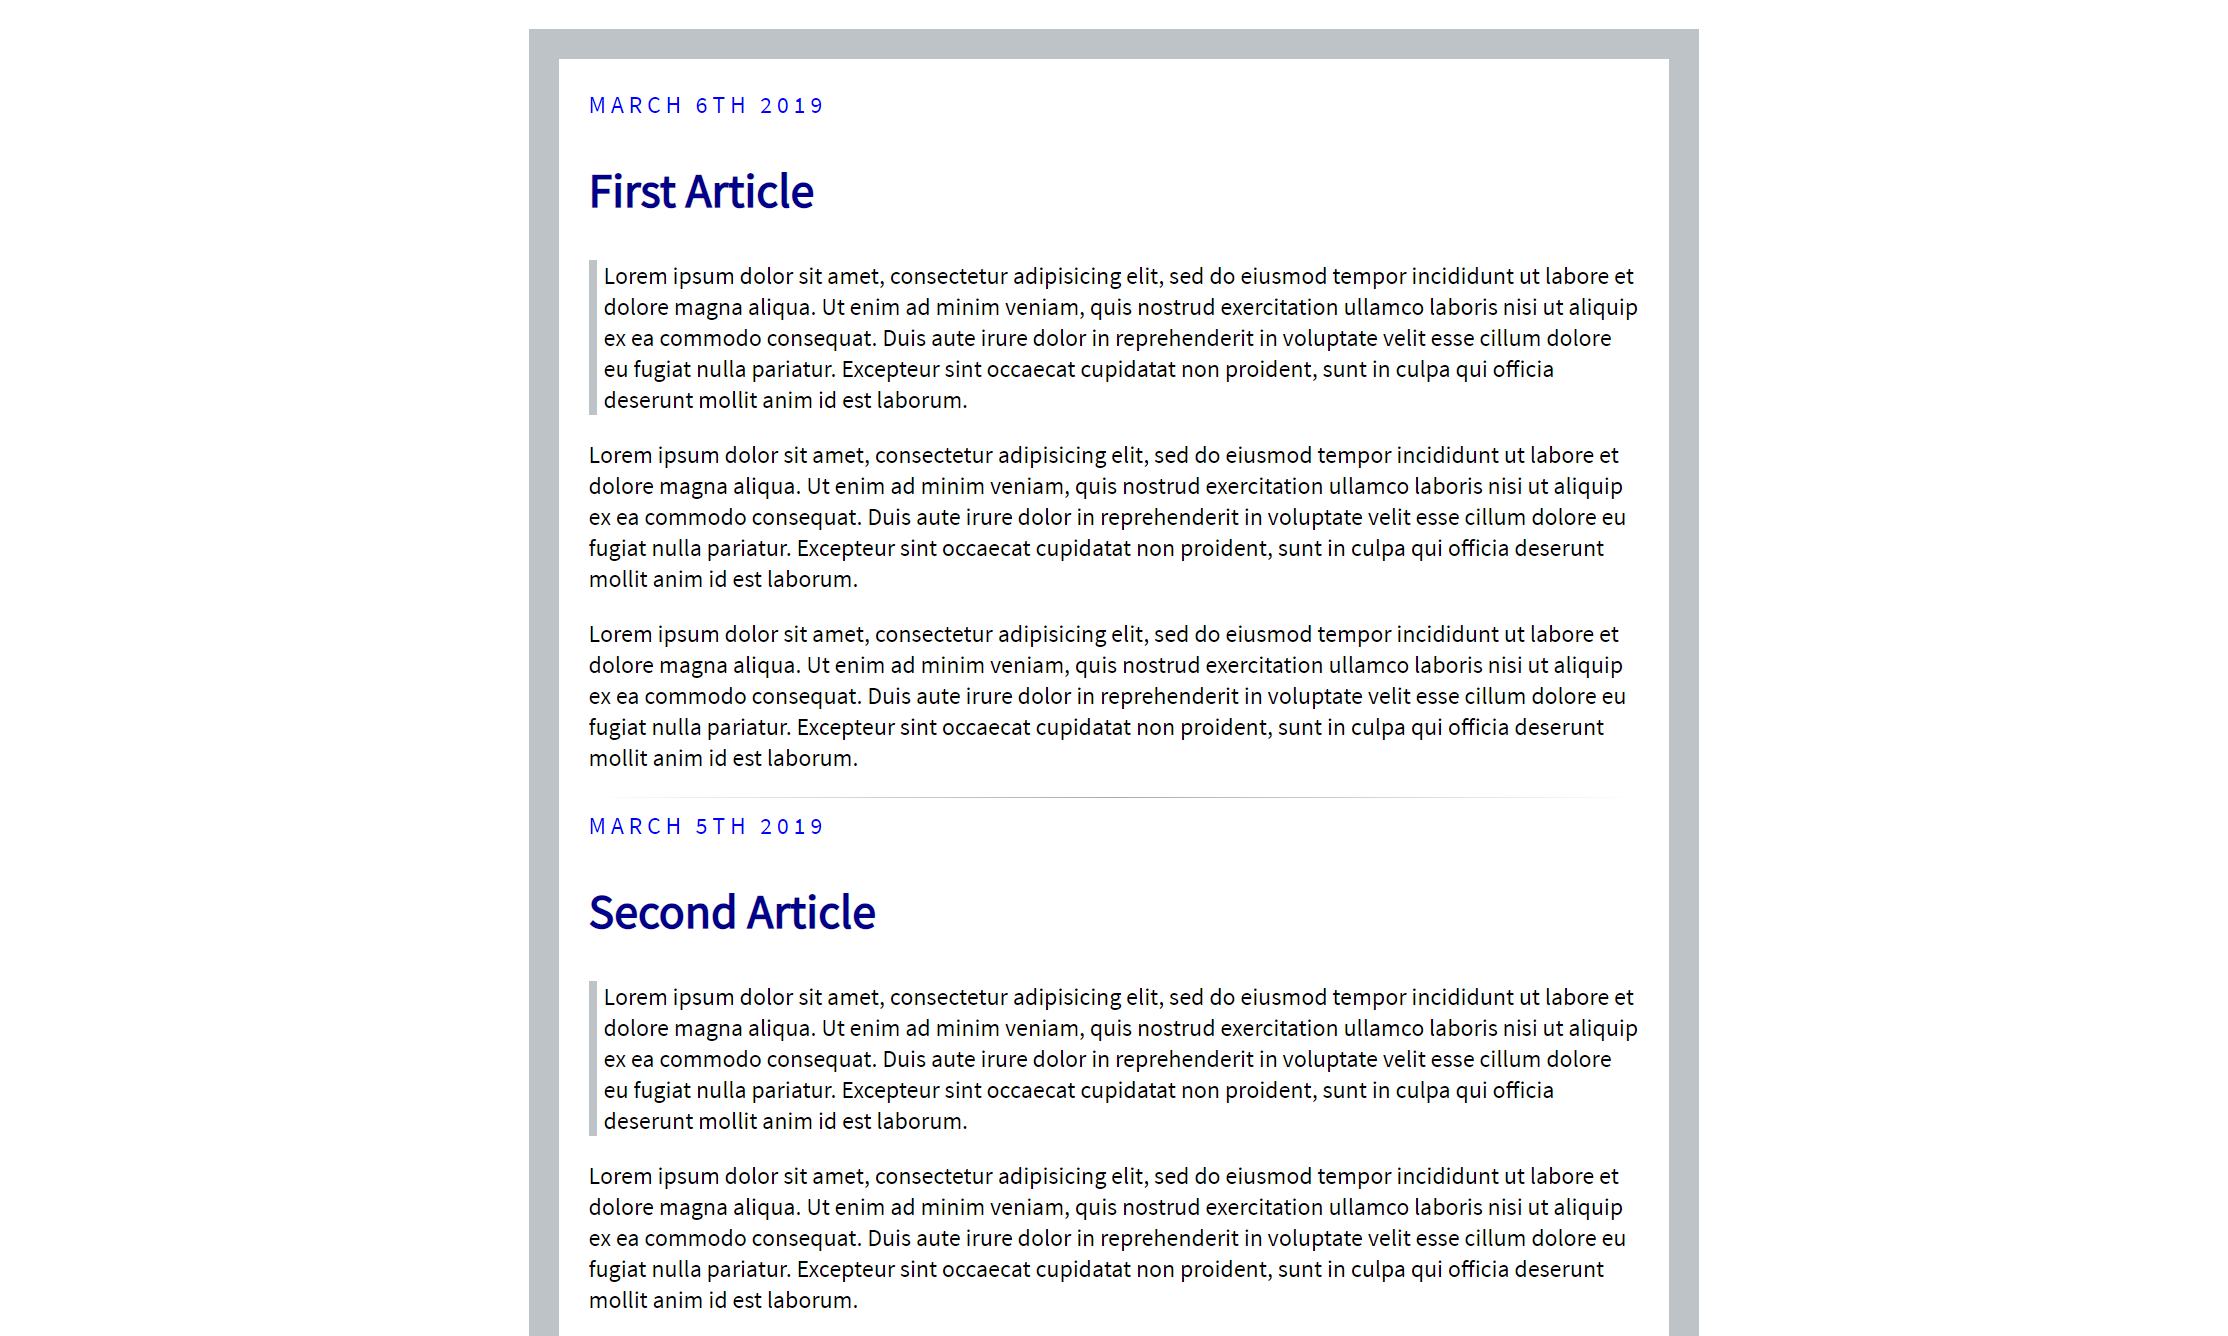 MARCH 6TH 2019
First Article
Lorem ipsum dolor sit amet, consectetur adipisicing elit, sed do eiusmod tempor incididunt ut labore et
dolore magna aliqua. Ut enim ad minim veniam, quis nostrud exercitation ullamco laboris nisi ut aliquip
ex ea commodo consequat. Duis aute irure dolor in reprehenderit in voluptate velit esse cillum dolore
eu fugiat nulla pariatur. Excepteur sint occaecat cupidatat non proident, sunt in culpa qui officia
deserunt mollit anim id est laborum.
Lorem ipsum dolor sit amet, consectetur adipisicing elit, sed do eiusmod tempor incididunt ut labore et
dolore magna aliqua. Ut enim ad minim veniam, quis nostrud exercitation ullamco laboris nisi ut aliquip
ex ea commodo consequat. Duis aute irure dolor in reprehenderit in voluptate velit esse cillum dolore eu
fugiat nulla pariatur. Excepteur sint occaecat cupidatat non proident, sunt in culpa qui officia deserunt
mollit anim id est laborum.
Lorem ipsum dolor sit amet, consectetur adipisicing elit, sed do eiusmod tempor incididunt ut labore et
dolore magna aliqua. Ut enim ad minim veniam, quis nostrud exercitation ullamco laboris nisi ut aliquip
ex ea commodo consequat. Duis aute irure dolor in reprehenderit in voluptate velit esse cillum dolore eu
fugiat nulla pariatur. Excepteur sint occaecat cupidatat non proident, sunt in culpa qui officia deserunt
mollit anim id est laborum.
MARCH 5TH 2019
Second Article
Lorem ipsum dolor sit amet, consectetur adipisicing elit, sed do eiusmod tempor incididunt ut labore et
dolore magna aliqua. Ut enim ad minim veniam, quis nostrud exercitation ullamco laboris nisi ut aliquip
ex ea commodo consequat. Duis aute irure dolor in reprehenderit in voluptate velit esse cillum dolore
eu fugiat nulla pariatur. Excepteur sint occaecat cupidatat non proident, sunt in culpa qui officia
deserunt mollit anim id est laborum.
Lorem ipsum dolor sit amet, consectetur adipisicing elit, sed do eiusmod tempor incididunt ut labore et
dolore magna aliqua. Ut enim ad minim veniam, quis nostrud exercitation ullamco laboris nisi ut aliquip
ex ea commodo consequat. Duis aute irure dolor in reprehenderit in voluptate velit esse cillum dolore eu
fugiat nulla pariatur. Excepteur sint occaecat cupidatat non proident, sunt in culpa qui officia deserunt
mollit anim id est laborum.